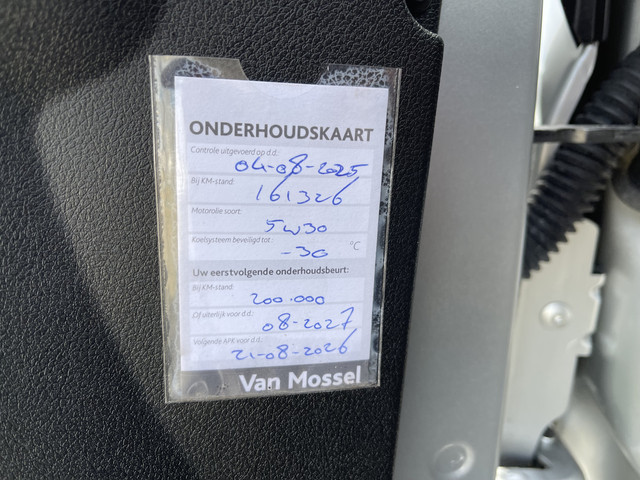 ONDERHOUDSKAART
Controle uitgevoerd op d.d.:
04-08-2025
Bij KM-stand:
161326
Motorolie soort:
5W30
Koelsysteem beveiligd tot:
-30 °C
Uw eerstvolgende onderhoudsbeurt:
Bij KM-stand:
200.000
Of uiterlijk voor d.d.:
08-2027
Volgende APK voor d.d.:
21-08-2026
Van Mossel